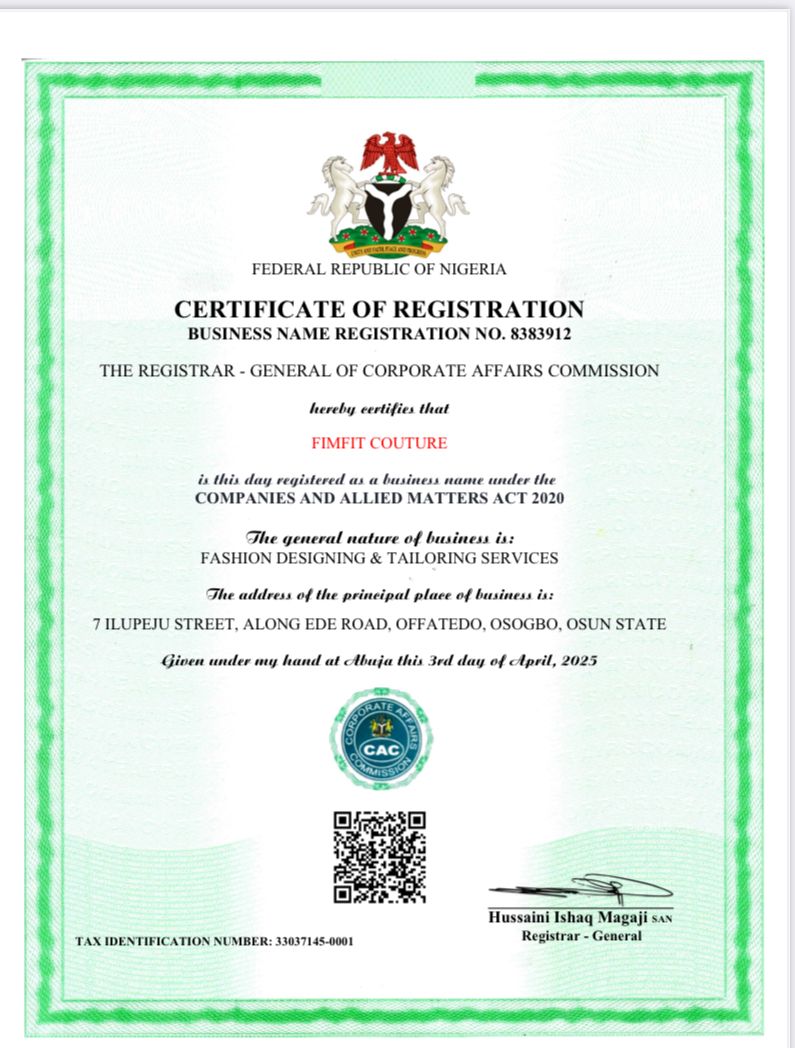 UNITY AND FAITH, PEACE AND PROGRESS
FEDERAL REPUBLIC OF NIGERIA
CERTIFICATE OF REGISTRATION
BUSINESS NAME REGISTRATION NO. 8383912
THE REGISTRAR - GENERAL OF CORPORATE AFFAIRS COMMISSION
hereby certifies that
FIMFIT COUTURE
is this day registered as a business name under the
COMPANIES AND ALLIED MATTERS ACT 2020
The general nature of business is:
FASHION DESIGNING & TAILORING SERVICES
The address of the principal place of business is:
7 ILUPEJU STREET, ALONG EDE ROAD, OFFATEDO, OSOGBO, OSUN STATE
Given under my hand at Abuja this 3rd day of April, 2025
CORPORATE AFFAIRS
CAC
COMMISSION
Hussaini Ishaq Magaji SAN
Registrar - General
TAX IDENTIFICATION NUMBER: 33037145-0001